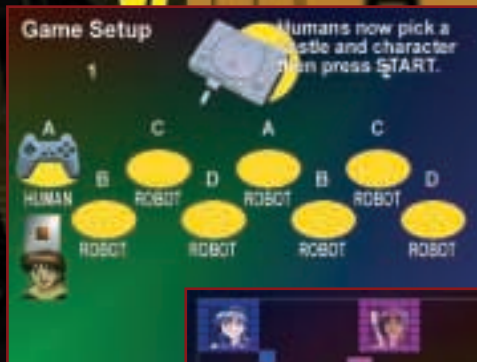 Game Setup
Humans now pick a
castle and character
then press START.
1
A C A C
HUMAN B ROBOT D ROBOT B ROBOT D
ROBOT ROBOT ROBOT ROBOT